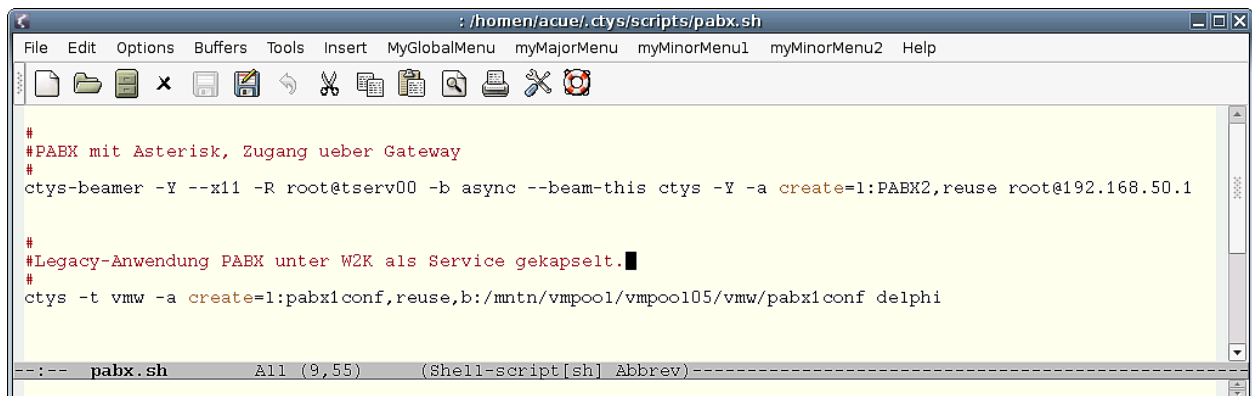 : /homen/acue/.ctys/scripts/pabx.sh
File Edit Options Buffers Tools Insert MyGlobalMenu myMajorMenu myMinorMenu1 myMinorMenu2 Help
#
#PABX mit Asterisk, Zugang ueber Gateway
#
ctys-beamer -Y --x11 -R root@tserv00 -b async --beam-this ctys -Y -a create=l:PABX2,reuse root@192.168.50.1
#
#Legacy-Anwendung PABX unter W2K als Service gekapselt.
#
ctys -t vmw -a create=l:pabx1conf,reuse,b:/mntn/vmpool/vmpool05/vmw/pabx1conf delphi
--:-- pabx.sh All (9,55) (Shell-script[sh] Abbrev)--------------------------------------------------